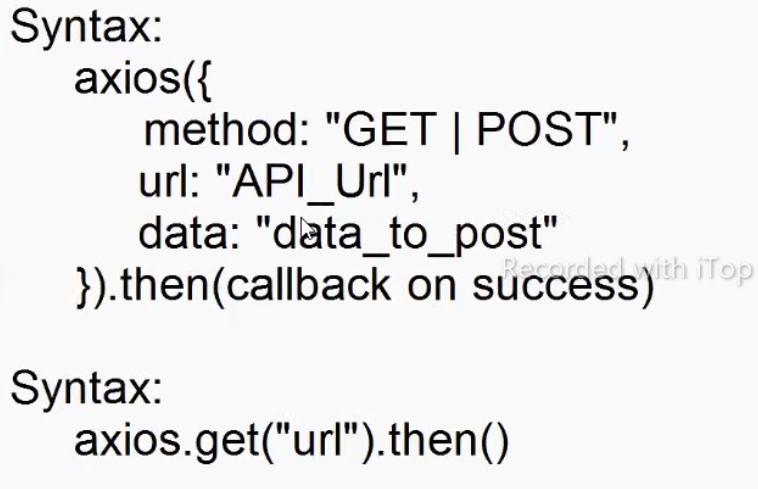 Syntax:
axios({
method: "GET | POST",
url: "API_Url",
data: "data_to_post"
Recorded with iTop
}).then(callback on success)
Syntax:
axios.get("url").then()